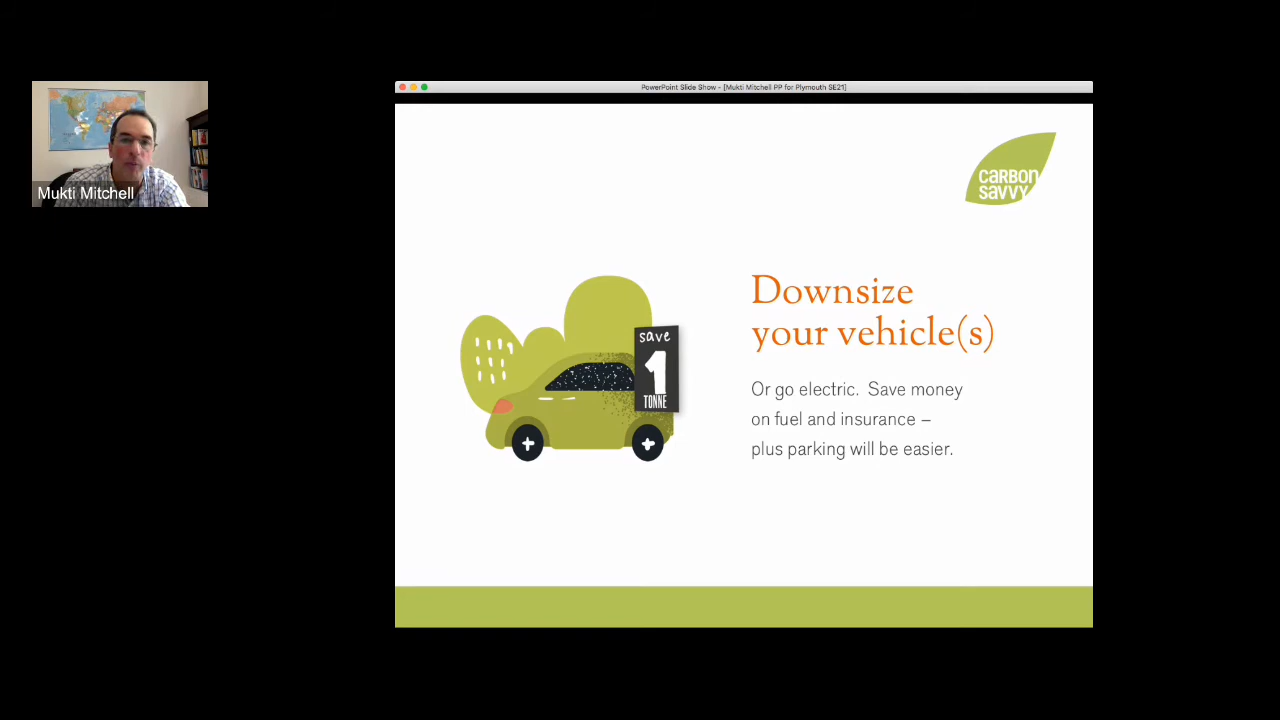 PowerPoint Slide Show - [Mukti Mitchell PP for Plymouth SE21]
Mukti Mitchell
CARBON
SAVVY
Downsize
your vehicle(s)
save
1
TONNE
Or go electric.  Save money
on fuel and insurance –
plus parking will be easier.